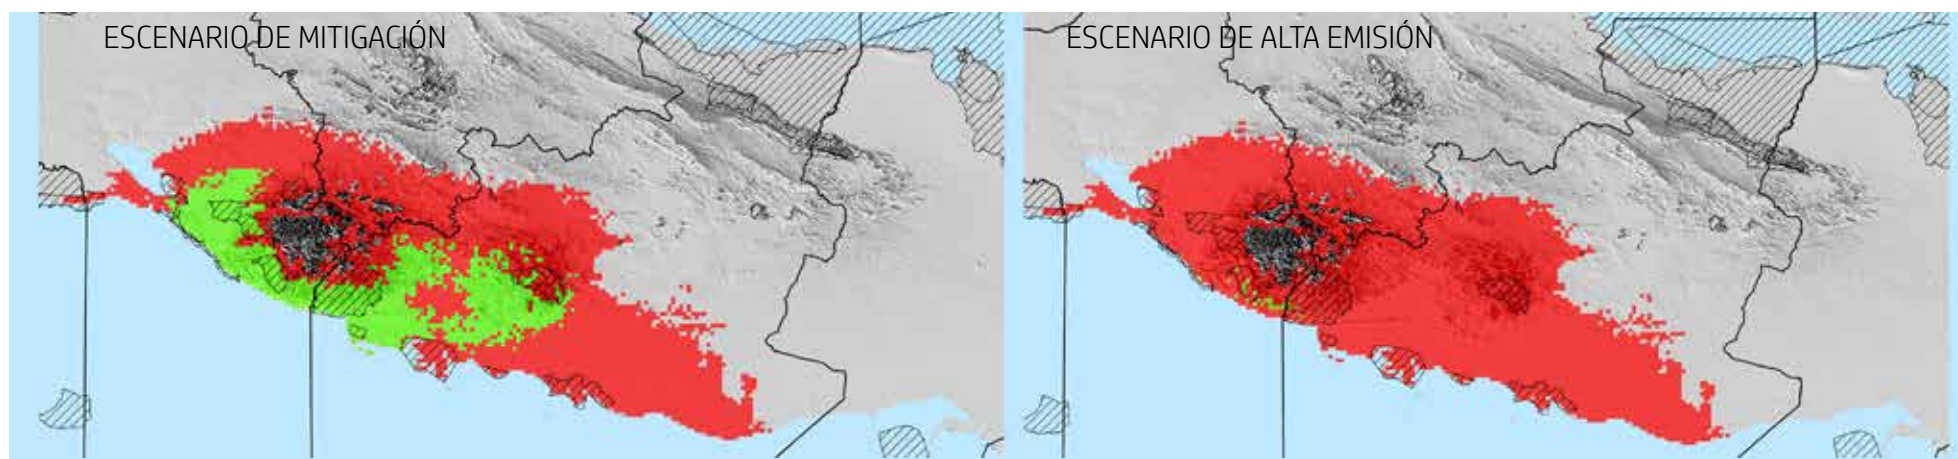 ESCENARIO DE MITIGACIÓN
ESCENARIO DE ALTA EMISIÓN